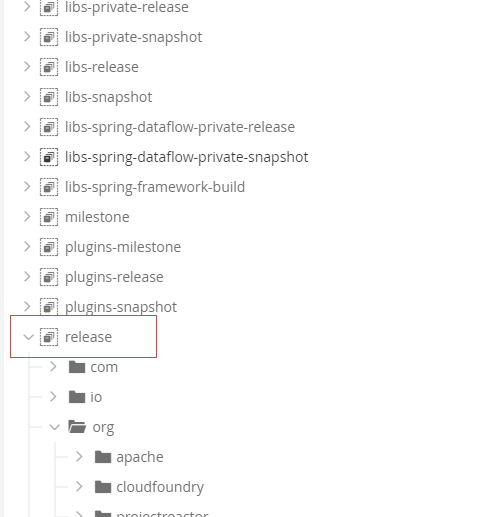 libs-private-release
libs-private-snapshot
libs-release
libs-snapshot
libs-spring-dataflow-private-release
libs-spring-dataflow-private-snapshot
libs-spring-framework-build
milestone
plugins-milestone
plugins-release
plugins-snapshot
release
com
io
org
apache
cloudfoundry
projectreactor